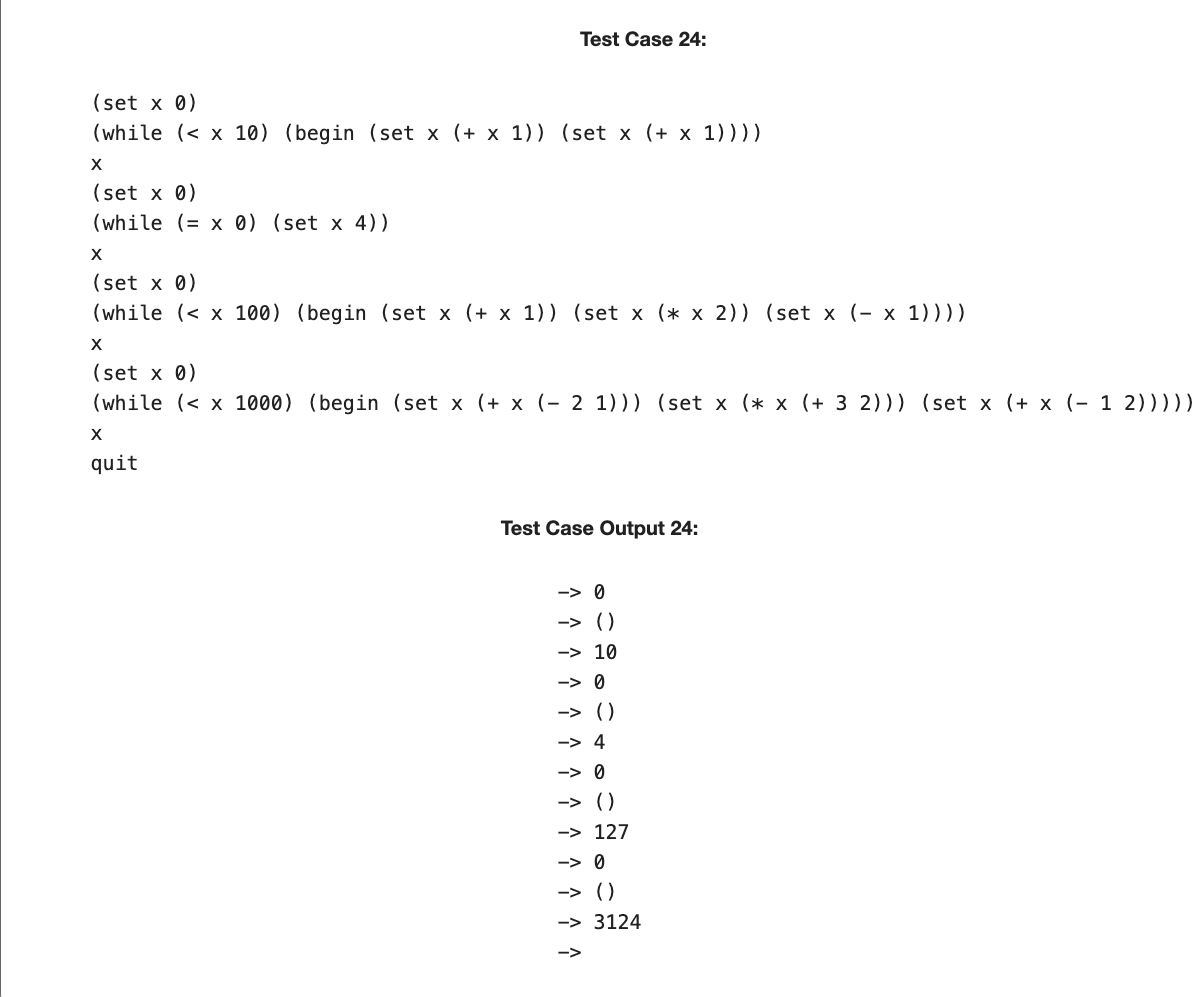 Test Case 24:
(set x 0)
(while (< x 10) (begin (set x (+ x 1)) (set x (+ x 1))))
x
(set x 0)
(while (= x 0) (set x 4))
x
(set x 0)
(while (< x 100) (begin (set x (+ x 1)) (set x (* x 2)) (set x (- x 1))))
x
(set x 0)
(while (< x 1000) (begin (set x (+ x (- 2 1))) (set x (* x (+ 3 2))) (set x (+ x (- 1 2)))))
x
quit
Test Case Output 24:
-> 0
-> ()
-> 10
-> 0
-> ()
-> 4
-> 0
-> ()
-> 127
-> 0
-> ()
-> 3124
->